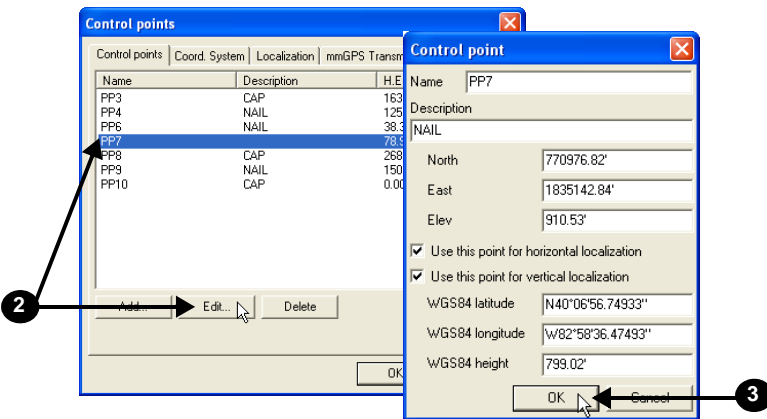 Control points
Control points Coord. System Localization mmGPS Transm
Name Description H.E
PP3 CAP 163
PP4 NAIL 125
PP6 NAIL 38.3
PP7 78.9
PP8 CAP 268
PP9 NAIL 150
PP10 CAP 0.00
Add... Edit... Delete
OK
2
Control point
Name PP7
Description
NAIL
North 770976.82'
East 1835142.84'
Elev 910.53'
Use this point for horizontal localization
Use this point for vertical localization
WGS84 latitude N40°06'56.74933"
WGS84 longitude W82°58'36.47493"
WGS84 height 799.02'
OK Cancel
3